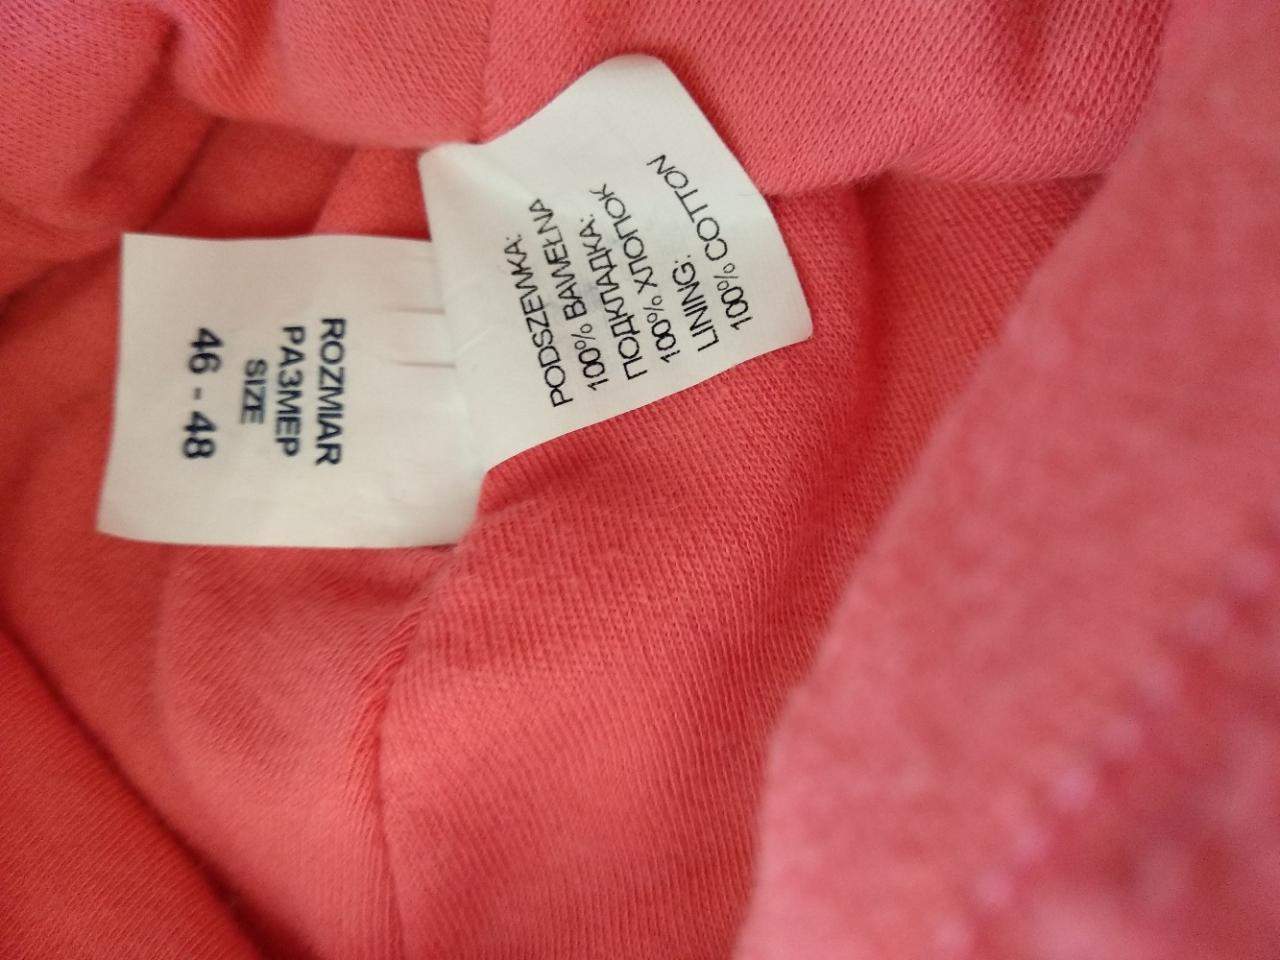 ROZMIAR
РАЗМЕР
SIZE
46 - 48
PODSZEWKA:
100% BAWEŁNA
ПОДКЛАДКА:
100% ХЛОПОК
LINING:
100% COTTON